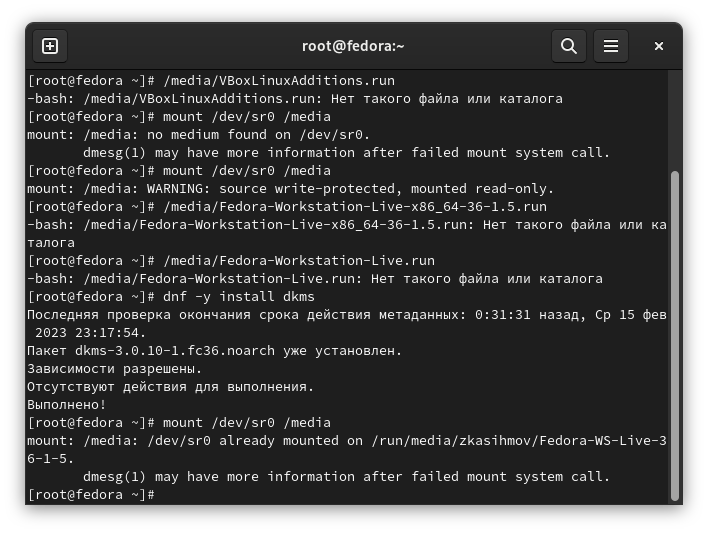 root@fedora:~
[root@fedora ~]# /media/VBoxLinuxAdditions.run
-bash: /media/VBoxLinuxAdditions.run: Нет такого файла или каталога
[root@fedora ~]# mount /dev/sr0 /media
mount: /media: no medium found on /dev/sr0.
       dmesg(1) may have more information after failed mount system call.
[root@fedora ~]# mount /dev/sr0 /media
mount: /media: WARNING: source write-protected, mounted read-only.
[root@fedora ~]# /media/Fedora-Workstation-Live-x86_64-36-1.5.run
-bash: /media/Fedora-Workstation-Live-x86_64-36-1.5.run: Нет такого файла или ка
талога
[root@fedora ~]# /media/Fedora-Workstation-Live.run
-bash: /media/Fedora-Workstation-Live.run: Нет такого файла или каталога
[root@fedora ~]# dnf -y install dkms
Последняя проверка окончания срока действия метаданных: 0:31:31 назад, Ср 15 фев
 2023 23:17:54.
Пакет dkms-3.0.10-1.fc36.noarch уже установлен.
Зависимости разрешены.
Отсутствуют действия для выполнения.
Выполнено!
[root@fedora ~]# mount /dev/sr0 /media
mount: /media: /dev/sr0 already mounted on /run/media/zkasihmov/Fedora-WS-Live-3
6-1-5.
       dmesg(1) may have more information after failed mount system call.
[root@fedora ~]#